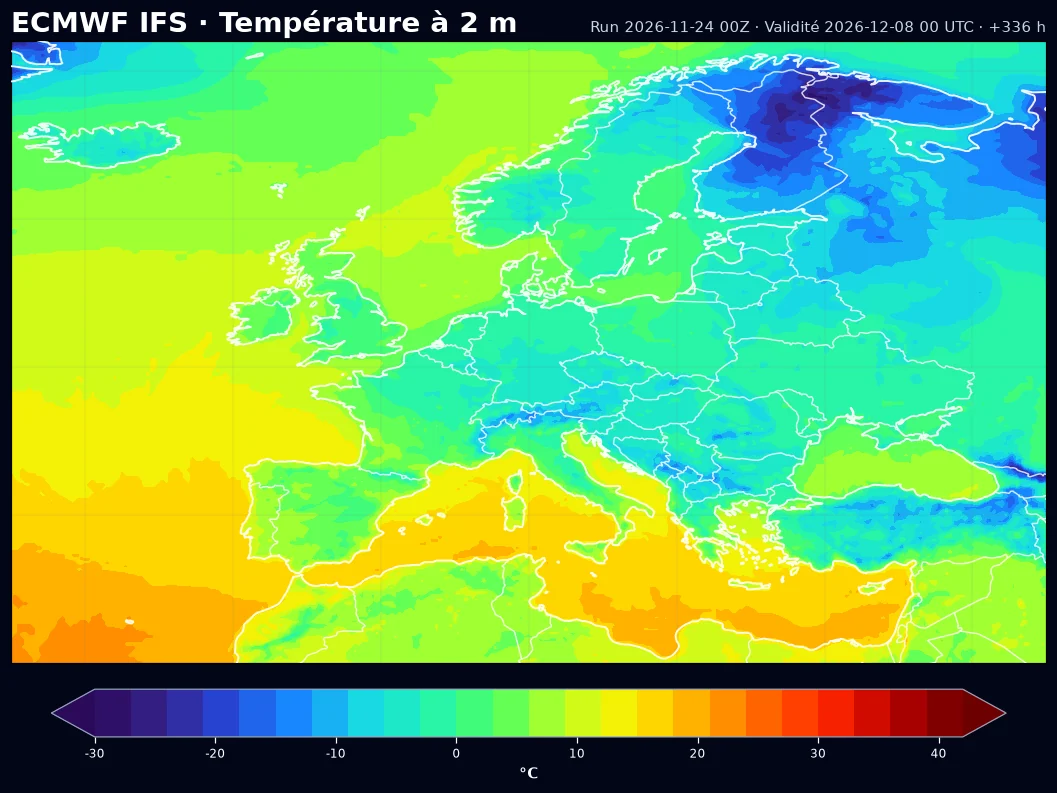 ECMWF IFS · Température à 2 m
Run 2026-11-24 00Z · Validité 2026-12-08 00 UTC · +336 h
-30 -20 -10 0 10 20 30 40
°C